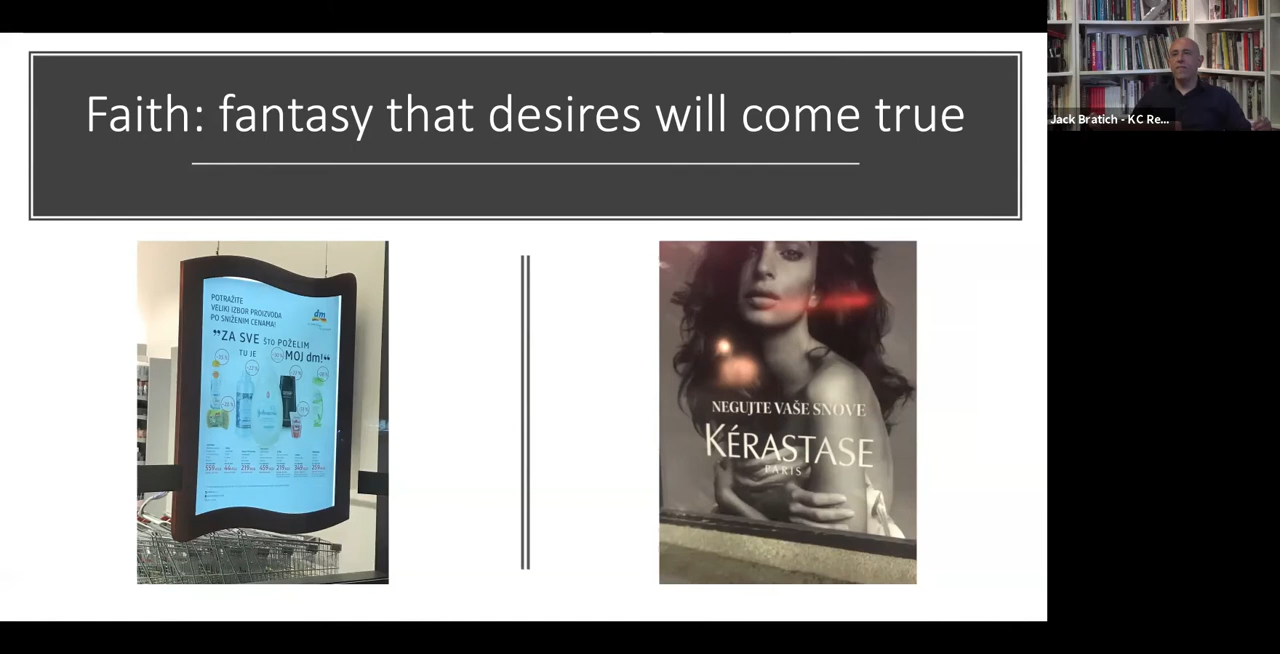 Faith: fantasy that desires will come true
Jack Bratich - KC Re...
POTRAŽITE
VELIKI IZBOR PROIZVODA
PO SNIŽENIM CENAMA!
dm
"ZA SVE ŠTO POŽELIM
TU JE MOJ dm!"
NEGUJTE VAŠE SNOVE
KÉRASTASE
PARIS